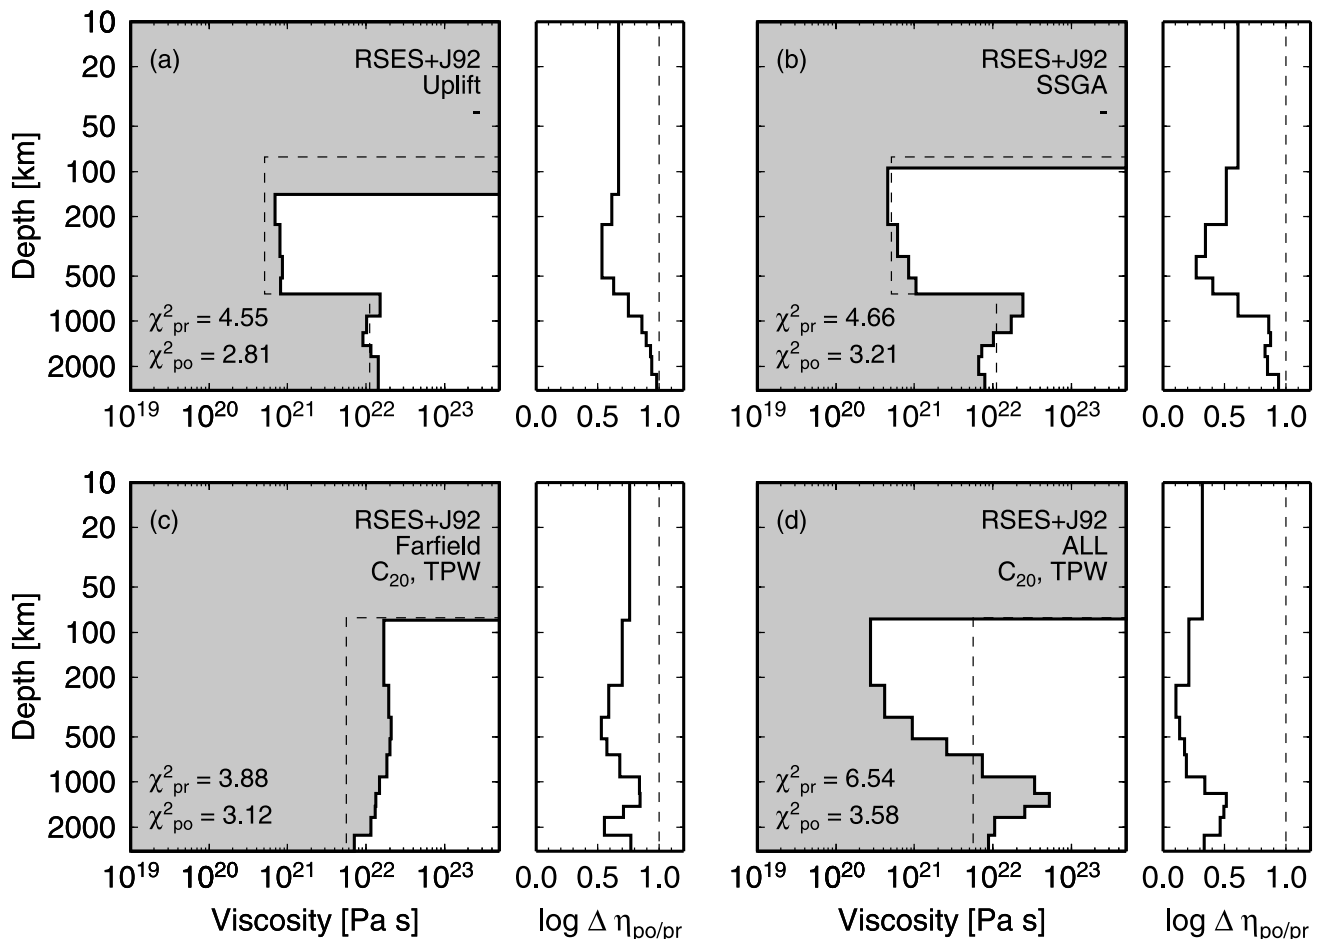 (a)
RSES+J92
Uplift
-
χ²pr = 4.55
χ²po = 2.81
10
20
50
100
200
500
1000
2000
Depth [km]
10¹⁹ 10²⁰ 10²¹ 10²² 10²³
0.0 0.5 1.0
(b)
RSES+J92
SSGA
-
χ²pr = 4.66
χ²po = 3.21
10¹⁹ 10²⁰ 10²¹ 10²² 10²³
0.0 0.5 1.0
(c)
RSES+J92
Farfield
C₂₀, TPW
χ²pr = 3.88
χ²po = 3.12
10
20
50
100
200
500
1000
2000
Depth [km]
10¹⁹ 10²⁰ 10²¹ 10²² 10²³
Viscosity [Pa s]
0.0 0.5 1.0
log Δ ηpo/pr
(d)
RSES+J92
ALL
C₂₀, TPW
χ²pr = 6.54
χ²po = 3.58
10¹⁹ 10²⁰ 10²¹ 10²² 10²³
Viscosity [Pa s]
0.0 0.5 1.0
log Δ ηpo/pr